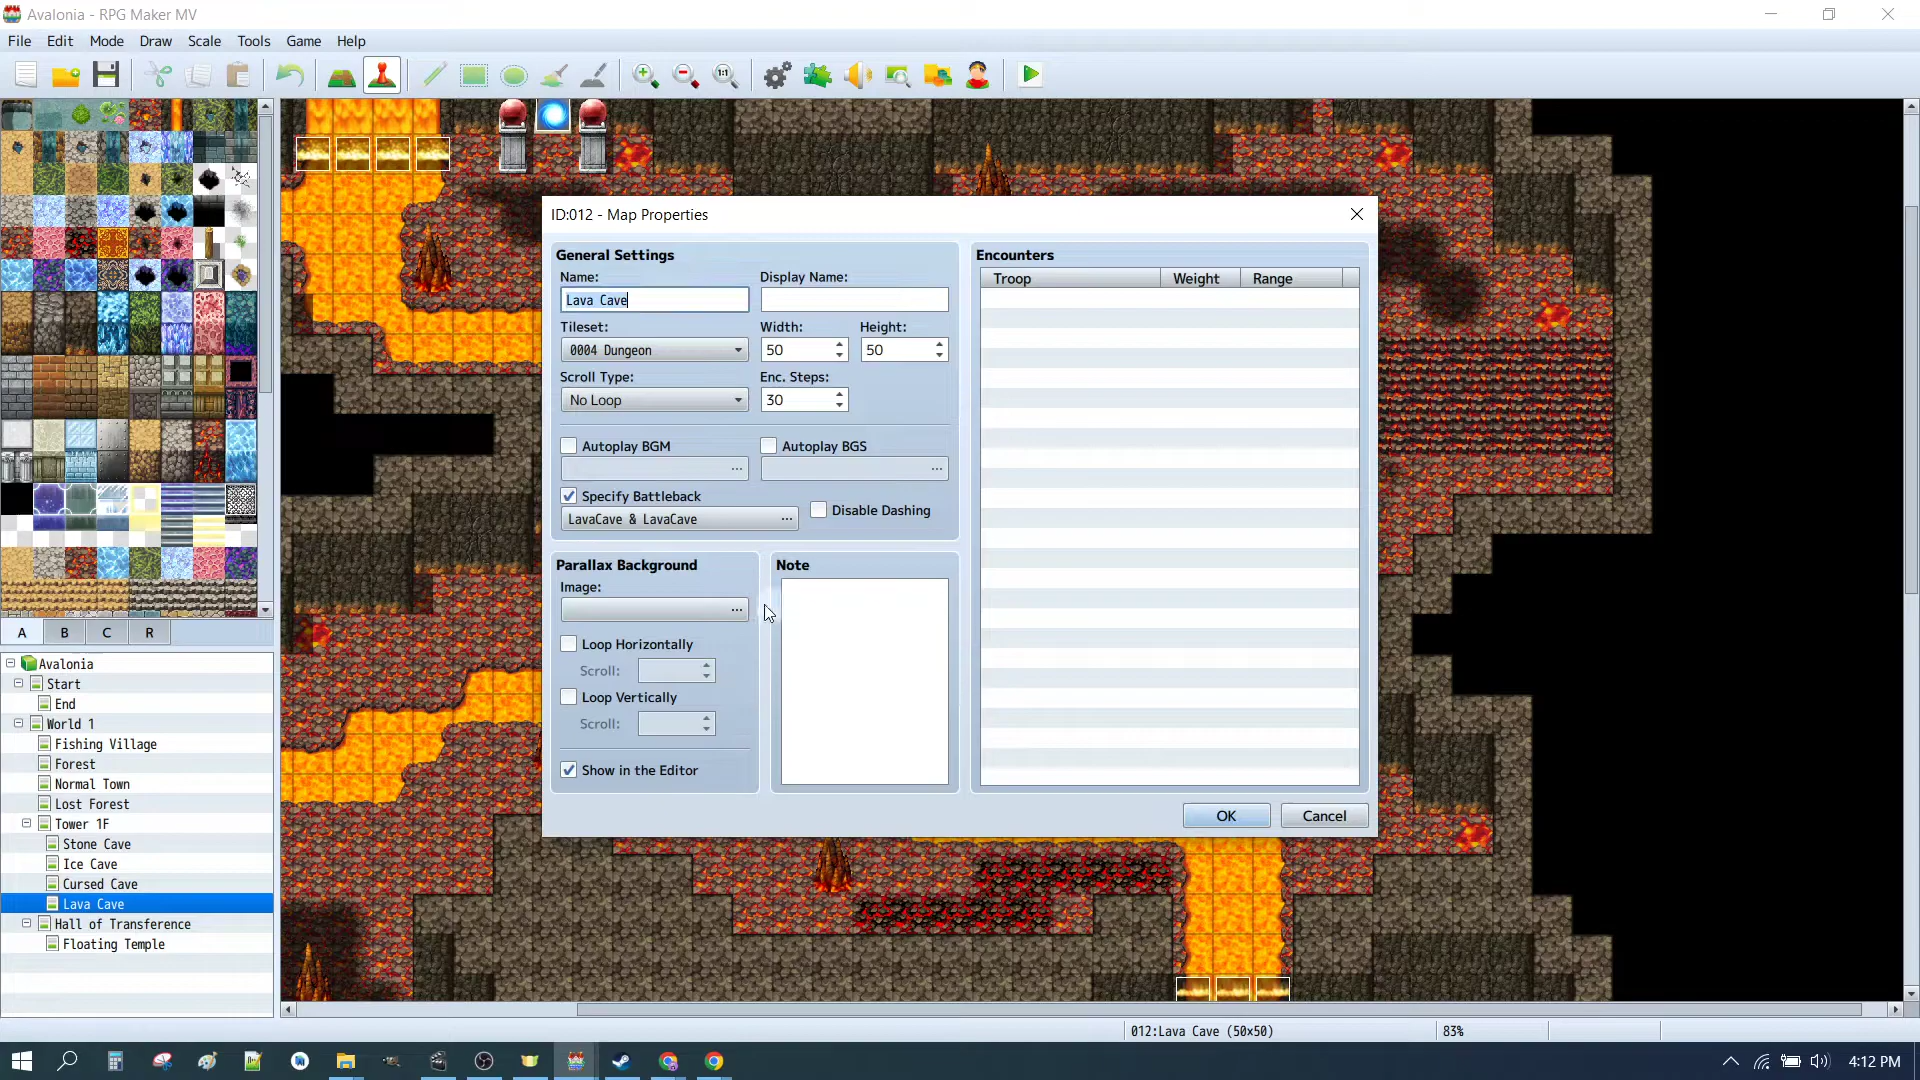 Avalonia - RPG Maker MV
File Edit Mode Draw Scale Tools Game Help
1:1
ID:012 - Map Properties
General Settings
Name:
Display Name:
Lava Cave
Tileset:
Width:
Height:
0004 Dungeon
50
50
Scroll Type:
Enc. Steps:
No Loop
30
Autoplay BGM
Autoplay BGS
...
...
Specify Battleback
LavaCave & LavaCave ...
Disable Dashing
Parallax Background
Image:
...
Loop Horizontally
Scroll:
Loop Vertically
Scroll:
Show in the Editor
Note
Encounters
Troop Weight Range
OK Cancel
A B C R
Avalonia
Start
End
World 1
Fishing Village
Forest
Normal Town
Lost Forest
Tower 1F
Stone Cave
Ice Cave
Cursed Cave
Lava Cave
Hall of Transference
Floating Temple
012:Lava Cave (50x50) 83%
4:12 PM